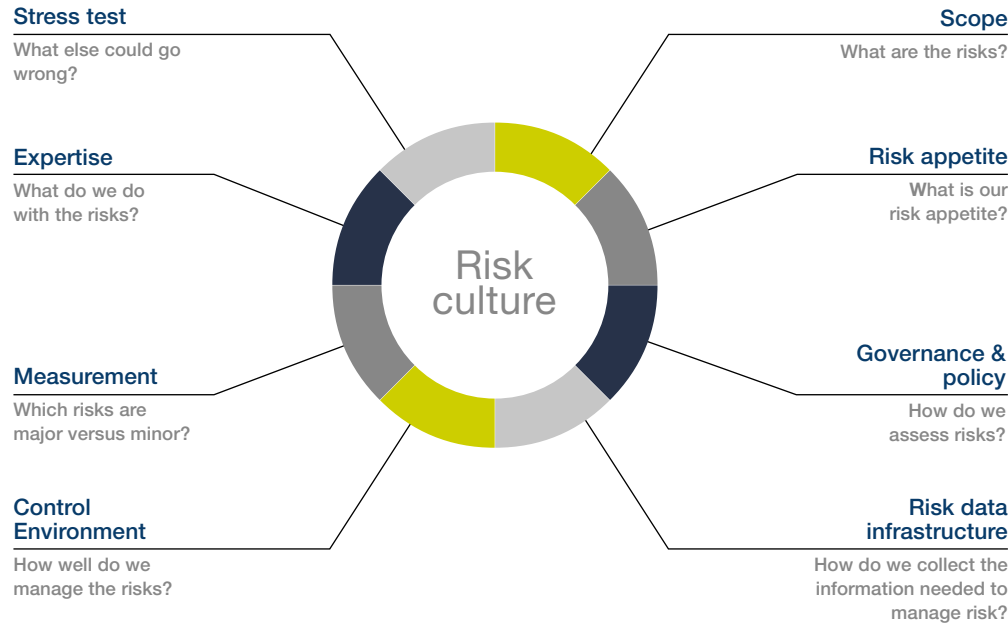 Stress test
What else could go
wrong?
Scope
What are the risks?
Expertise
What do we do
with the risks?
Risk appetite
What is our
risk appetite?
Risk
culture
Measurement
Which risks are
major versus minor?
Governance &
policy
How do we
assess risks?
Control
Environment
How well do we
manage the risks?
Risk data
infrastructure
How do we collect the
information needed to
manage risk?